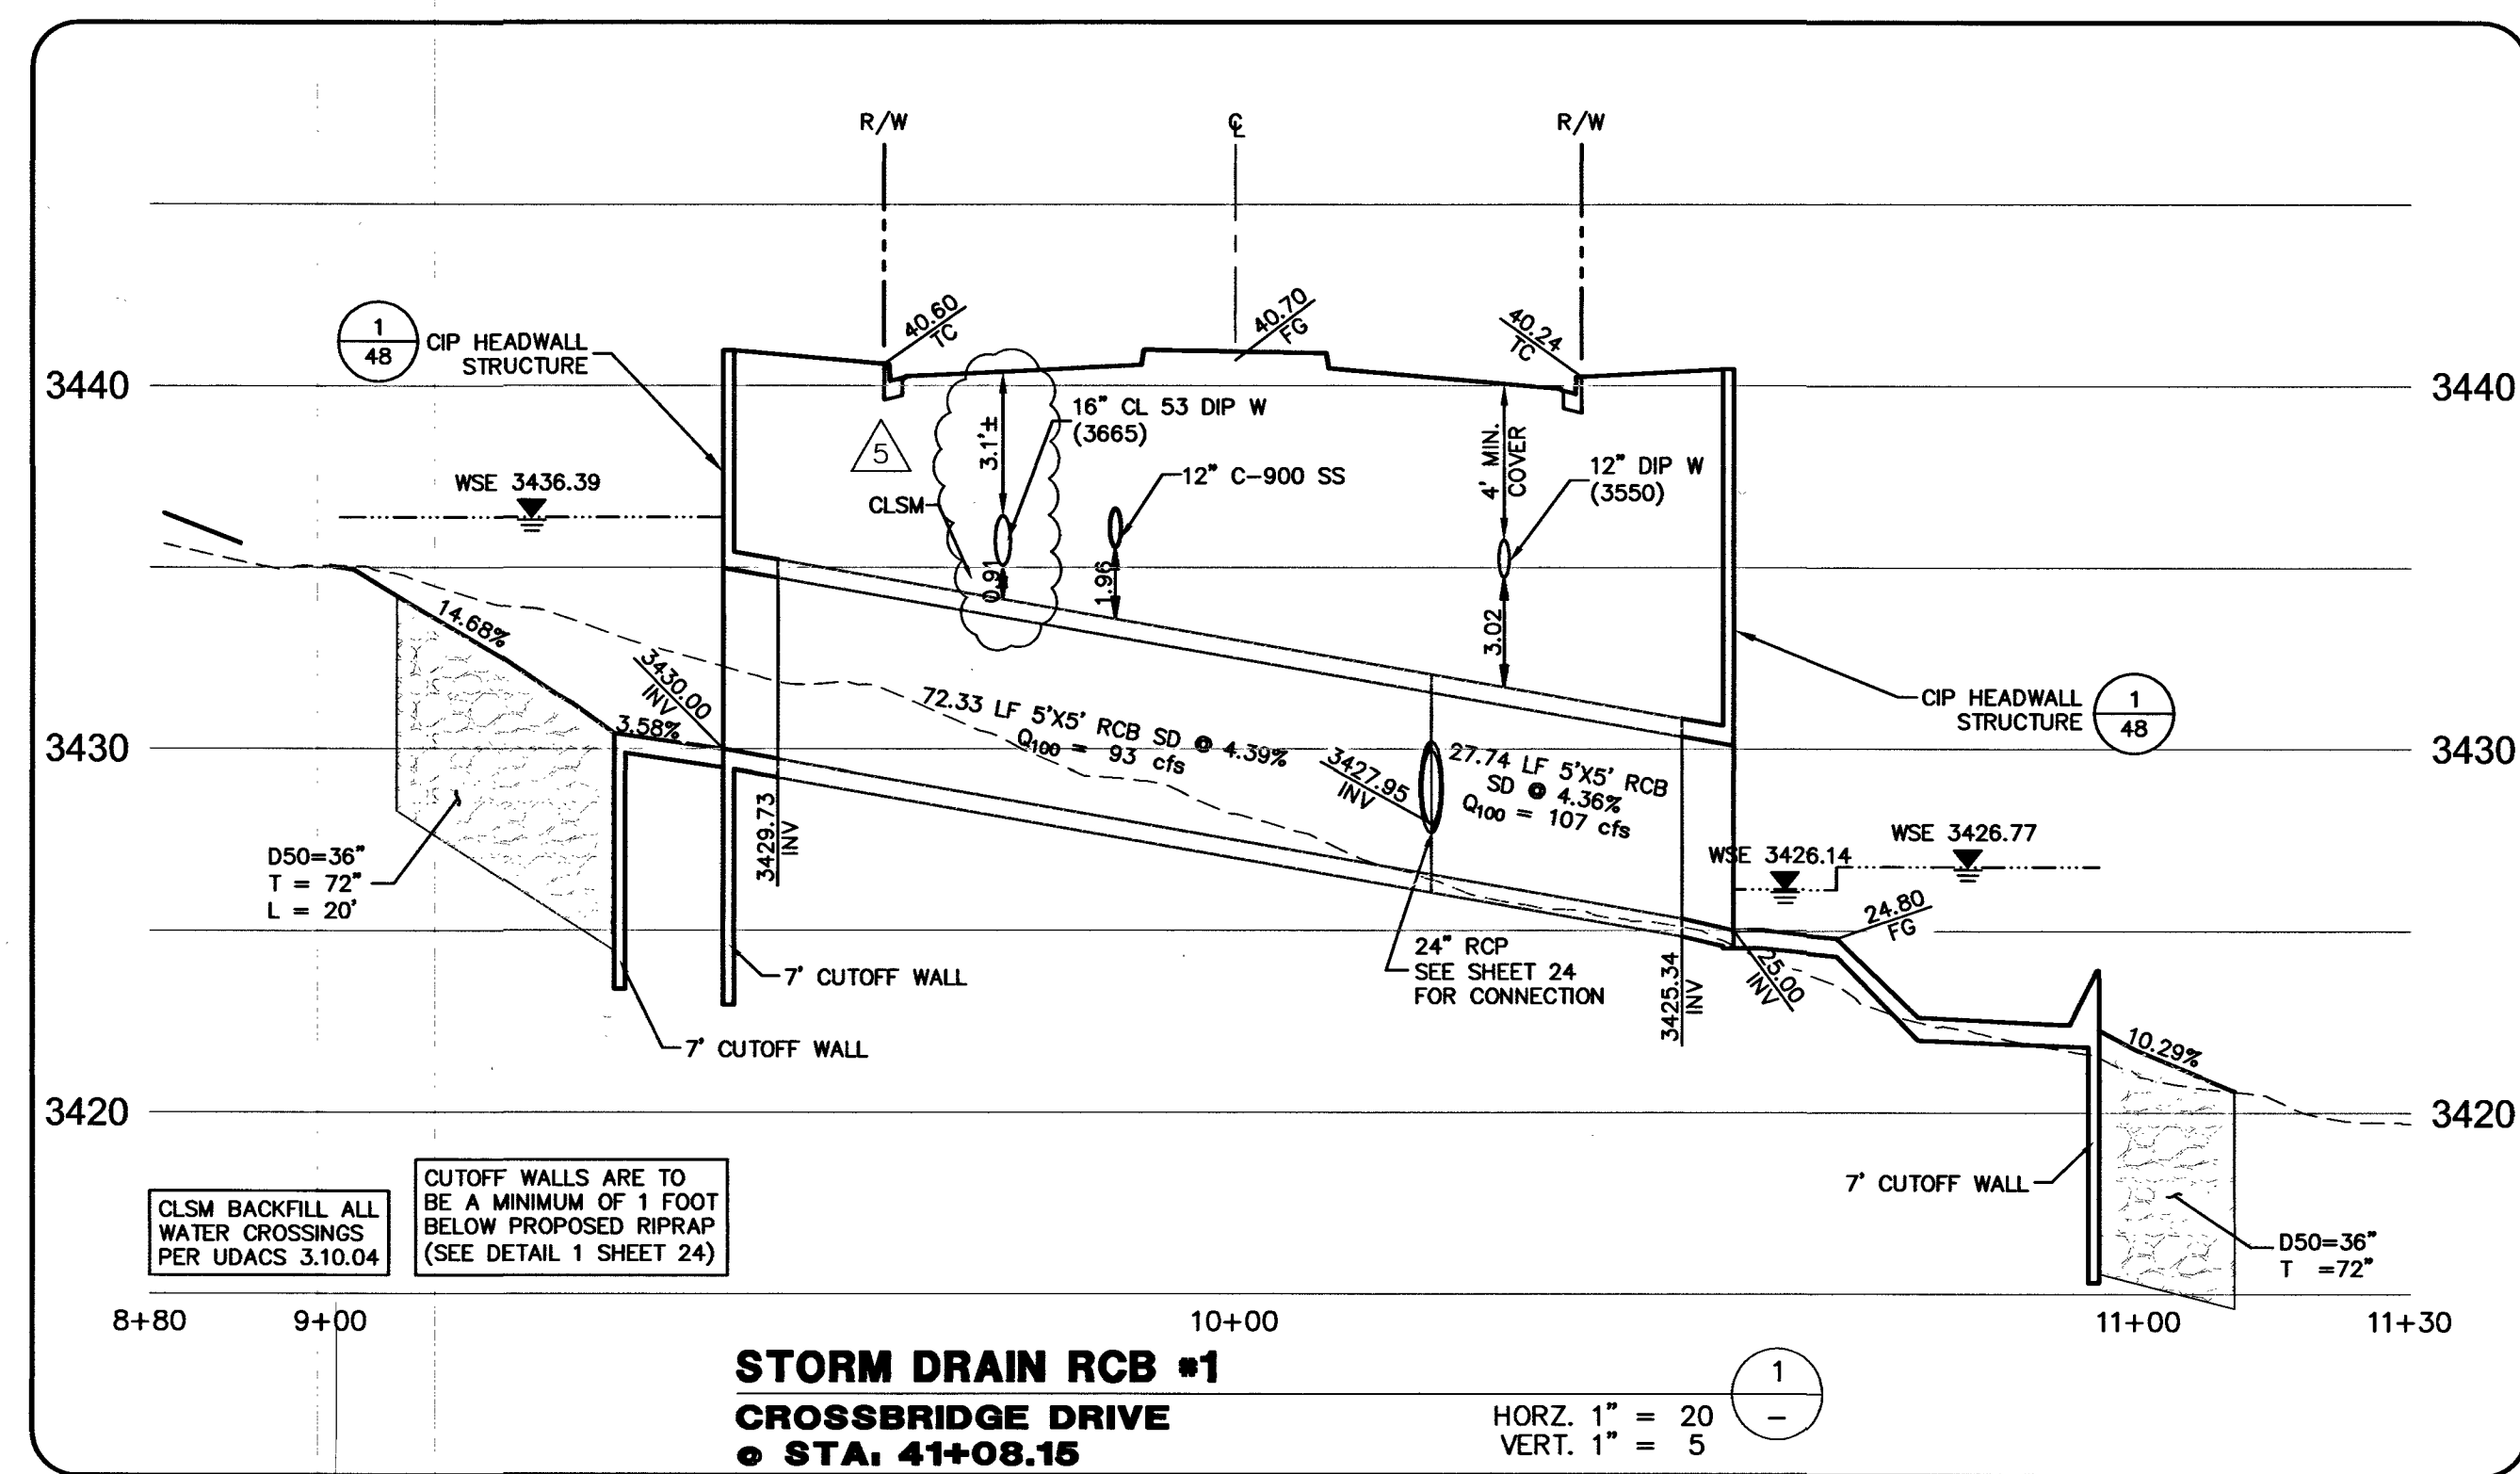 R/W
℄
R/W
40.60
TC
40.70
FG
40.24
TC
1
48
CIP HEADWALL
STRUCTURE
3440
3440
16" CL 53 DIP W
(3665)
3.1'±
5
12" C-900 SS
4' MIN.
COVER
12" DIP W
(3550)
WSE 3436.39
CLSM
0.91
1.96
3.02
14.68%
3430.00
INV
3.58%
72.33 LF 5'X5' RCB SD @ 4.39%
Q100 = 93 cfs
3427.95
INV
27.74 LF 5'X5' RCB
SD @ 4.36%
Q100 = 107 cfs
CIP HEADWALL
STRUCTURE
1
48
3430
3430
3429.73
INV
D50=36"
T = 72"
L = 20'
WSE 3426.14
WSE 3426.77
24.80
FG
7' CUTOFF WALL
7' CUTOFF WALL
24" RCP
SEE SHEET 24
FOR CONNECTION
3425.34
INV
25.00
INV
10.29%
3420
3420
7' CUTOFF WALL
D50=36"
T =72"
CLSM BACKFILL ALL
WATER CROSSINGS
PER UDACS 3.10.04
CUTOFF WALLS ARE TO
BE A MINIMUM OF 1 FOOT
BELOW PROPOSED RIPRAP
(SEE DETAIL 1 SHEET 24)
8+80
9+00
10+00
11+00
11+30
STORM DRAIN RCB #1
CROSSBRIDGE DRIVE
@ STA: 41+08.15
HORZ. 1" = 20
VERT. 1" = 5
1
–